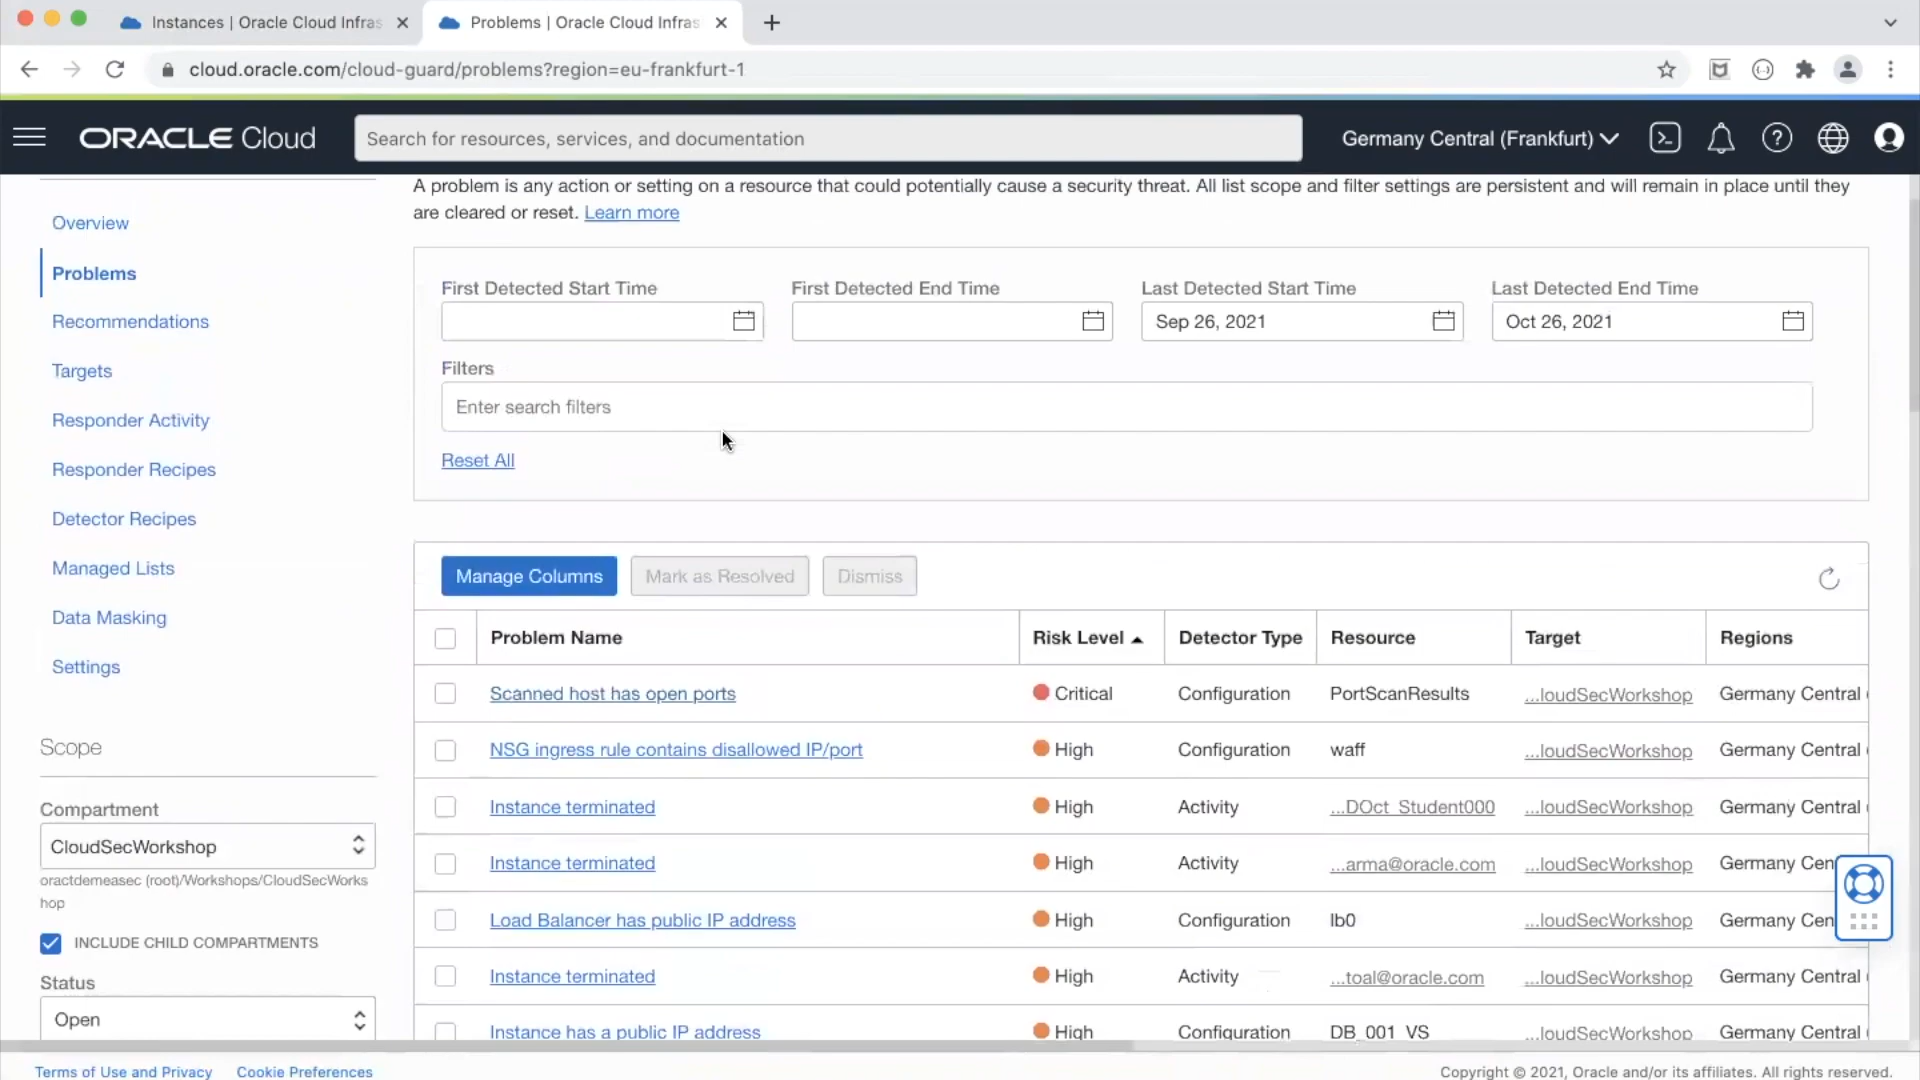 Instances | Oracle Cloud Infras
Problems | Oracle Cloud Infras
cloud.oracle.com/cloud-guard/problems?region=eu-frankfurt-1
ORACLE Cloud
Search for resources, services, and documentation
Germany Central (Frankfurt)
A problem is any action or setting on a resource that could potentially cause a security threat. All list scope and filter settings are persistent and will remain in place until they
are cleared or reset. Learn more
Overview
Problems
Recommendations
Targets
Responder Activity
Responder Recipes
Detector Recipes
Managed Lists
Data Masking
Settings
Scope
Compartment
CloudSecWorkshop
oractdemeasec (root)/Workshops/CloudSecWorks
hop
INCLUDE CHILD COMPARTMENTS
Status
Open
First Detected Start Time
First Detected End Time
Last Detected Start Time
Last Detected End Time
Sep 26, 2021
Oct 26, 2021
Filters
Enter search filters
Reset All
Manage Columns
Mark as Resolved
Dismiss
Problem Name Risk Level Detector Type Resource Target Regions
Scanned host has open ports Critical Configuration PortScanResults ...loudSecWorkshop Germany Central
NSG ingress rule contains disallowed IP/port High Configuration waff ...loudSecWorkshop Germany Central
Instance terminated High Activity ...DOct_Student000 ...loudSecWorkshop Germany Central
Instance terminated High Activity ...arma@oracle.com ...loudSecWorkshop Germany Cen
Load Balancer has public IP address High Configuration lb0 ...loudSecWorkshop Germany Cen
Instance terminated High Activity ...toal@oracle.com ...loudSecWorkshop Germany Central
Instance has a public IP address High Configuration DB_001_VS ...loudSecWorkshop Germany Central
Terms of Use and Privacy
Cookie Preferences
Copyright © 2021, Oracle and/or its affiliates. All rights reserved.